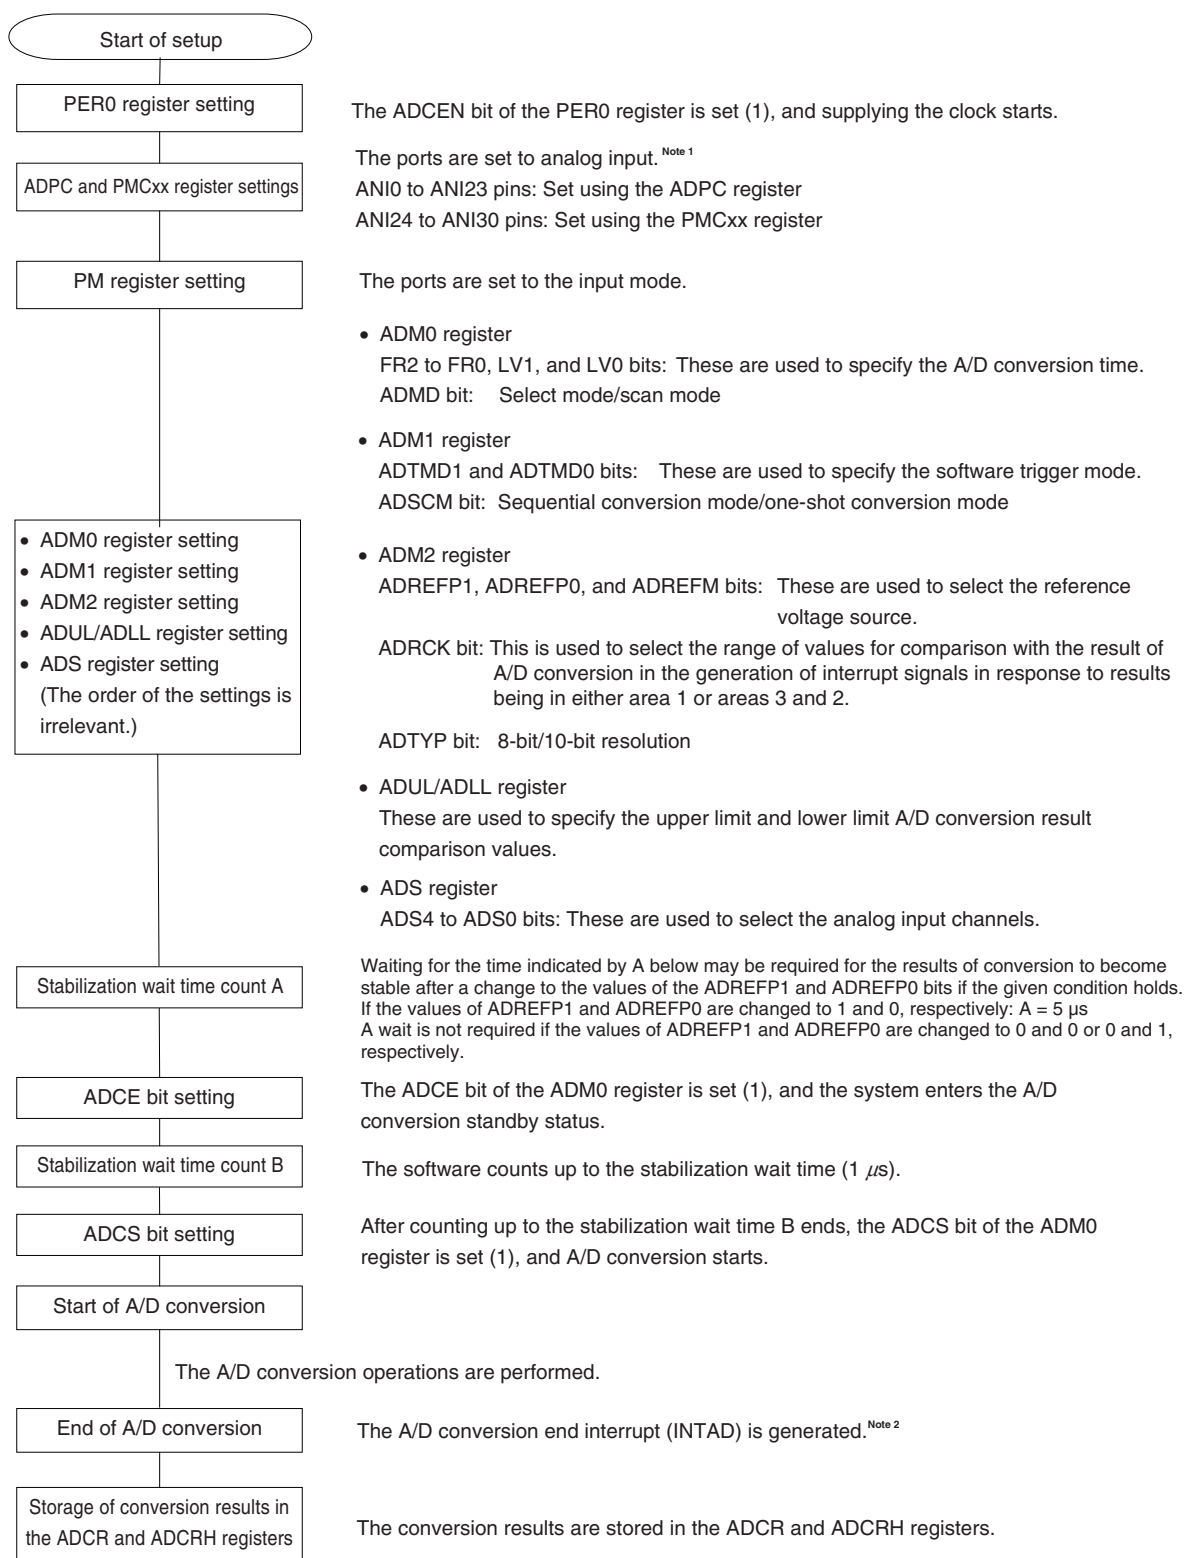 Start of setup
PER0 register setting
The ADCEN bit of the PER0 register is set (1), and supplying the clock starts.
ADPC and PMCxx register settings
The ports are set to analog input. Note 1
ANI0 to ANI23 pins: Set using the ADPC register
ANI24 to ANI30 pins: Set using the PMCxx register
PM register setting
The ports are set to the input mode.
• ADM0 register setting
• ADM1 register setting
• ADM2 register setting
• ADUL/ADLL register setting
• ADS register setting
(The order of the settings is
irrelevant.)
• ADM0 register
FR2 to FR0, LV1, and LV0 bits: These are used to specify the A/D conversion time.
ADMD bit: Select mode/scan mode
• ADM1 register
ADTMD1 and ADTMD0 bits: These are used to specify the software trigger mode.
ADSCM bit: Sequential conversion mode/one-shot conversion mode
• ADM2 register
ADREFP1, ADREFP0, and ADREFM bits: These are used to select the reference
voltage source.
ADRCK bit: This is used to select the range of values for comparison with the result of
A/D conversion in the generation of interrupt signals in response to results
being in either area 1 or areas 3 and 2.
ADTYP bit: 8-bit/10-bit resolution
• ADUL/ADLL register
These are used to specify the upper limit and lower limit A/D conversion result
comparison values.
• ADS register
ADS4 to ADS0 bits: These are used to select the analog input channels.
Stabilization wait time count A
Waiting for the time indicated by A below may be required for the results of conversion to become
stable after a change to the values of the ADREFP1 and ADREFP0 bits if the given condition holds.
If the values of ADREFP1 and ADREFP0 are changed to 1 and 0, respectively: A = 5 µs
A wait is not required if the values of ADREFP1 and ADREFP0 are changed to 0 and 0 or 0 and 1,
respectively.
ADCE bit setting
The ADCE bit of the ADM0 register is set (1), and the system enters the A/D
conversion standby status.
Stabilization wait time count B
The software counts up to the stabilization wait time (1 µs).
ADCS bit setting
After counting up to the stabilization wait time B ends, the ADCS bit of the ADM0
register is set (1), and A/D conversion starts.
Start of A/D conversion
The A/D conversion operations are performed.
End of A/D conversion
The A/D conversion end interrupt (INTAD) is generated. Note 2
Storage of conversion results in
the ADCR and ADCRH registers
The conversion results are stored in the ADCR and ADCRH registers.